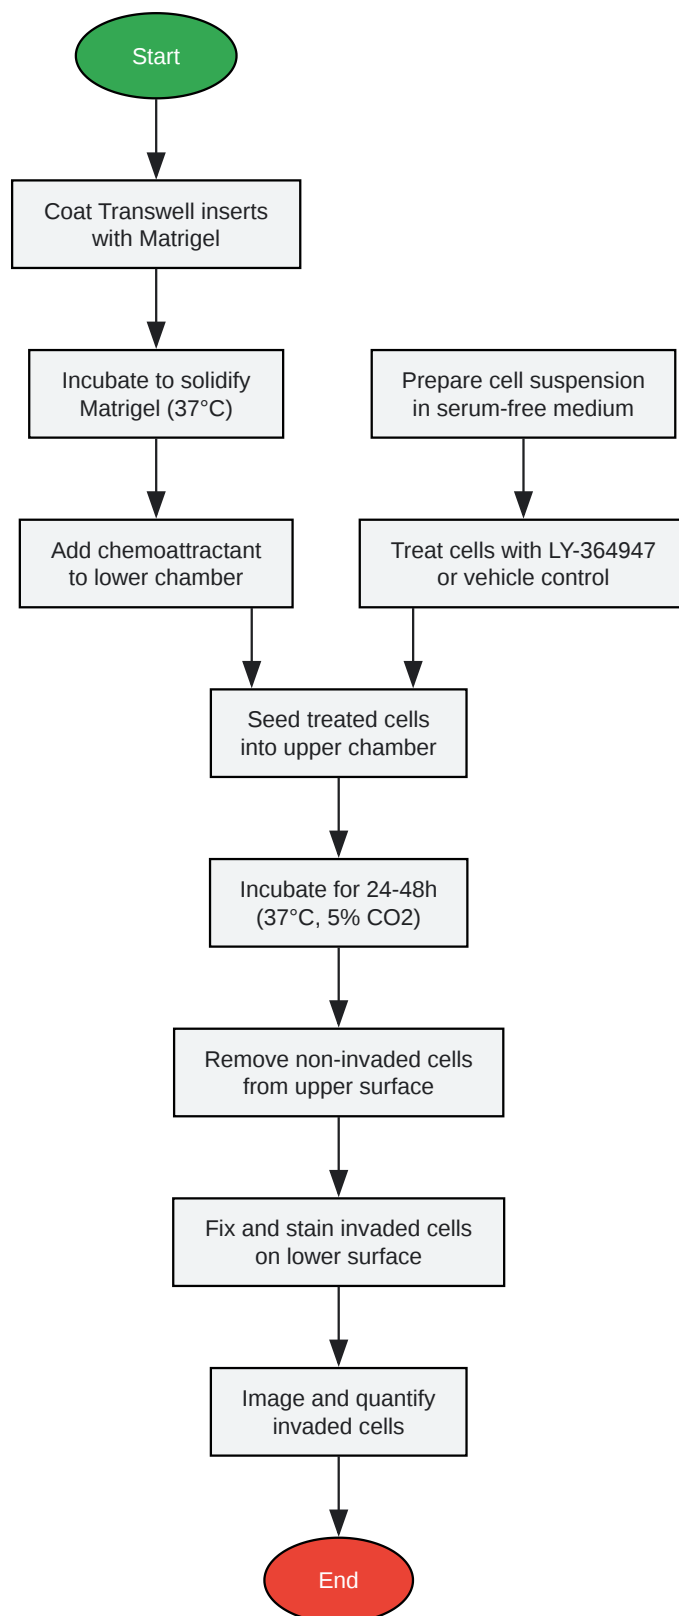 Start
Coat Transwell inserts
with Matrigel
Incubate to solidify
Matrigel (37°C)
Prepare cell suspension
in serum-free medium
Add chemoattractant
to lower chamber
Treat cells with LY-364947
or vehicle control
Seed treated cells
into upper chamber
Incubate for 24-48h
(37°C, 5% CO2)
Remove non-invaded cells
from upper surface
Fix and stain invaded cells
on lower surface
Image and quantify
invaded cells
End